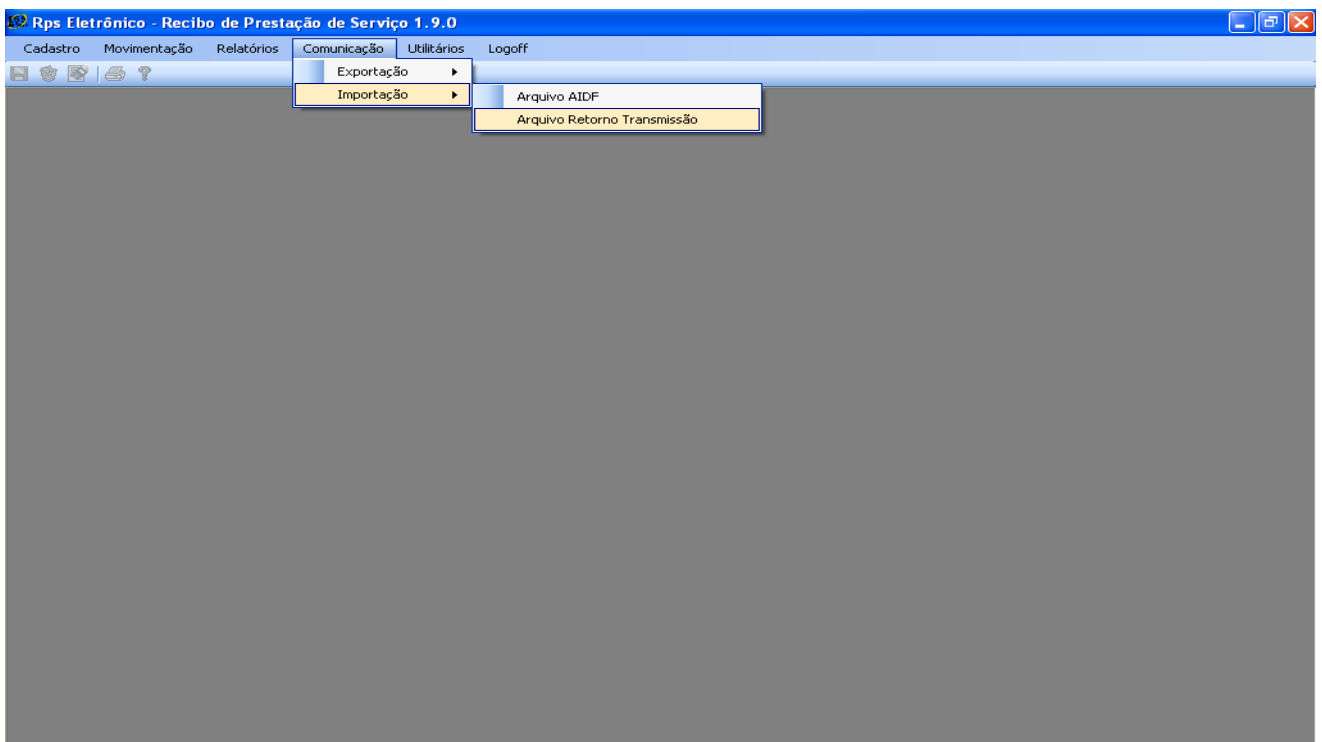 Rps Eletrônico - Recibo de Prestação de Serviço 1.9.0
Cadastro Movimentação Relatórios Comunicação Utilitários Logoff
Exportação
Importação
Arquivo AIDF
Arquivo Retorno Transmissão